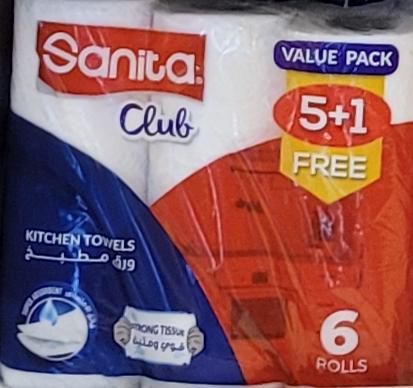 Sanita
Club
VALUE PACK
5+1
FREE
KITCHEN TOWELS
ورق مطبخ
STRONG TISSUE
قوي ومتين
6
ROLLS